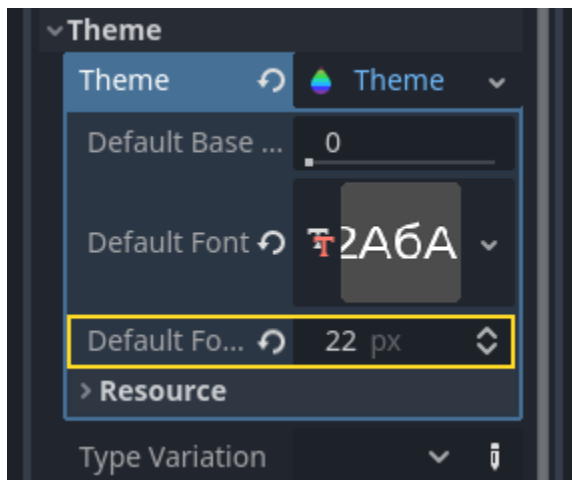 Theme
Theme Theme
Default Base ... 0
Default Font 2АбА
Default Fo... 22 px
Resource
Type Variation